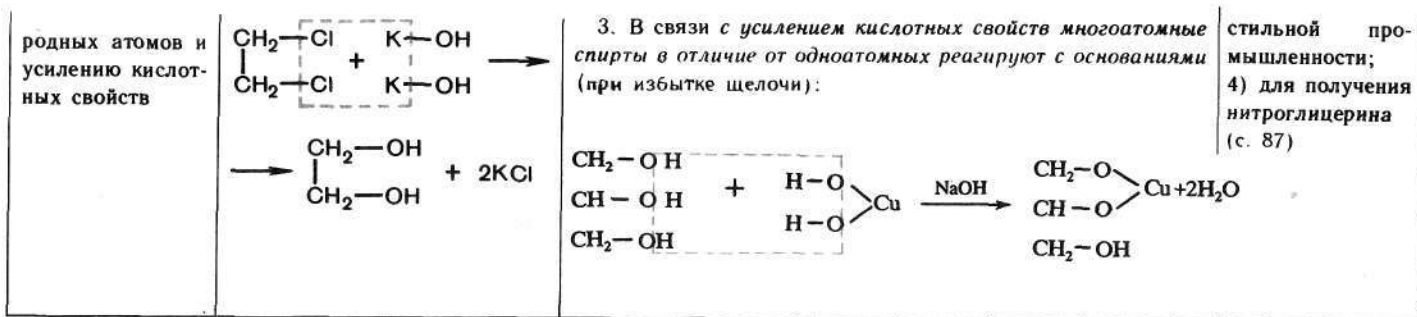 родных атомов и
усилению кислот-
ных свойств
CH₂—Cl K—OH
+
CH₂—Cl K—OH
CH₂—OH
+ 2KCl
CH₂—OH
3. В связи с усилением кислотных свойств многоатомные
спирты в отличие от одноатомных реагируют с основаниями
(при избытке щелочи):
CH₂—OH
CH—OH
CH₂—OH
+
H—O
Cu
H—O
NaOH
CH₂—O
Cu+2H₂O
CH—O
CH₂—OH
стильной про-
мышленности;
4) для получения
нитроглицерина
(с. 87)